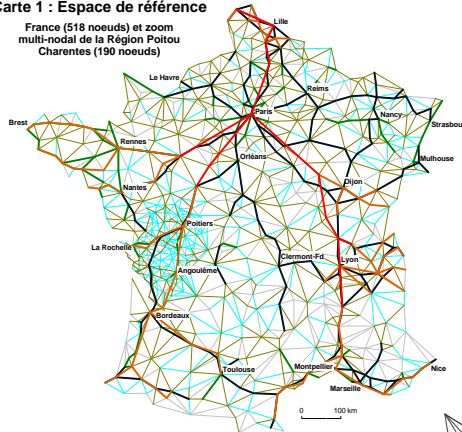 Carte 1 : Espace de référence
France (518 noeuds) et zoom
multi-nodal de la Région Poitou
Charentes (190 noeuds)
Lille
Le Havre
Reims
Paris
Nancy
Strasbou
Brest
Rennes
Mulhouse
Orléans
Dijon
Nantes
Poitiers
La Rochelle
Clermont-Fd
Lyon
Angoulême
Bordeaux
Toulouse
Montpellier
Nice
Marseille
0 100 km